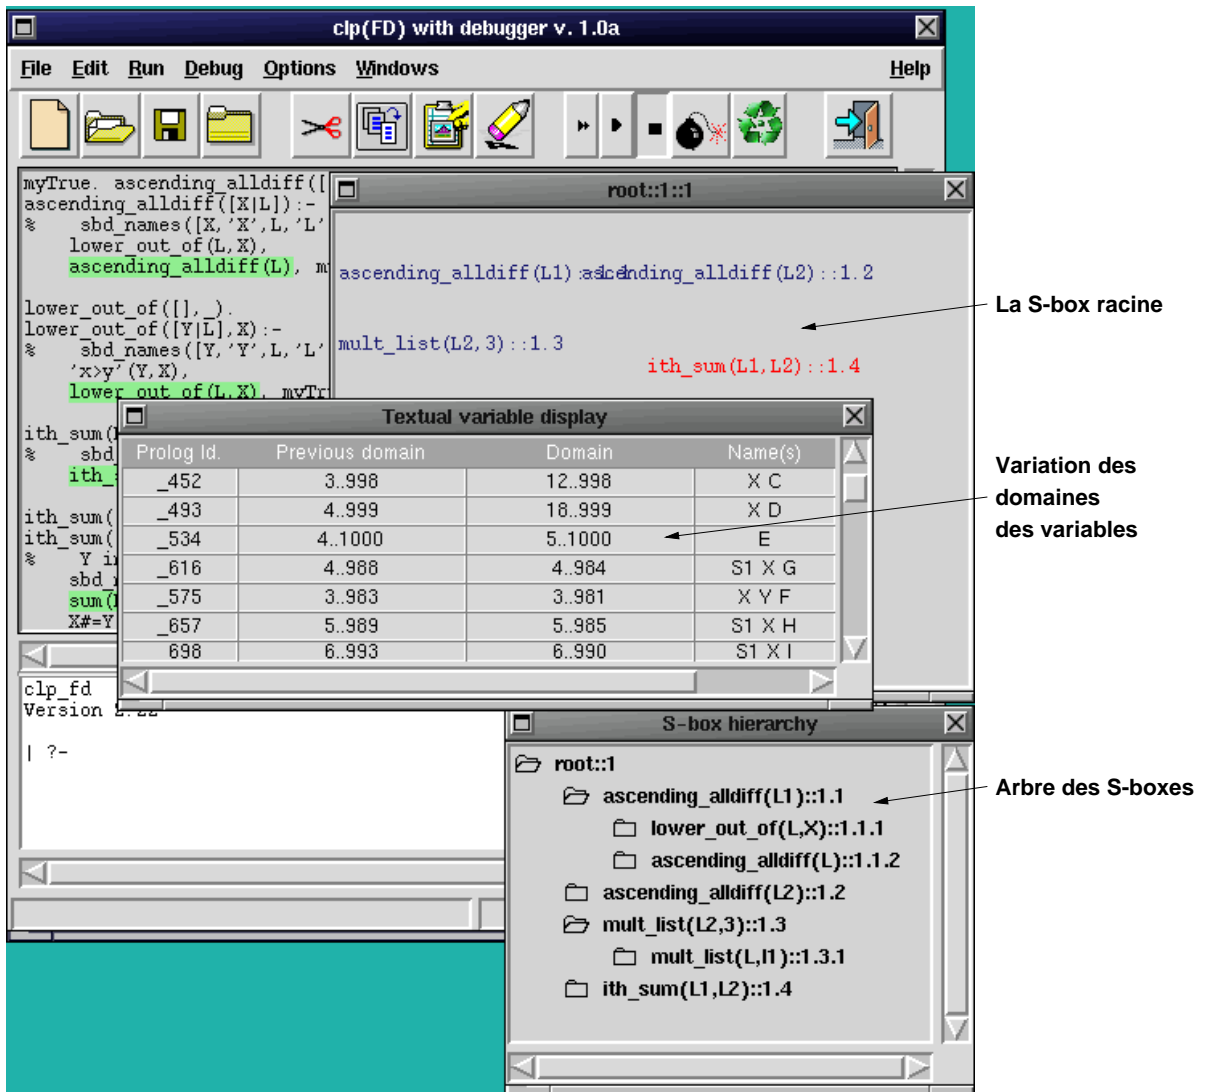 clp(FD) with debugger v. 1.0a
File Edit Run Debug Options Windows Help
myTrue. ascending_alldiff([
ascending_alldiff([X|L]):-
% sbd_names([X,'X',L,'L'
lower_out_of(L,X),
ascending_alldiff(L), m
lower_out_of([],_).
lower_out_of([Y|L],X):-
% sbd_names([Y,'Y',L,'L'
'x>y'(Y,X),
lower_out_of(L,X), myTr
ith_sum(
% sbd_
ith_
ith_sum(
ith_sum(
% Y i
sbd_
sum(
X#=Y
root::1::1
ascending_alldiff(L1)
ascending_alldiff(L2)::1.2
mult_list(L2,3)::1.3
ith_sum(L1,L2)::1.4
La S-box racine
Textual variable display
Prolog Id. Previous domain Domain Name(s)
_452 3..998 12..998 X C
_493 4..999 18..999 X D
_534 4..1000 5..1000 E
_616 4..988 4..984 S1 X G
_575 3..983 3..981 X Y F
_657 5..989 5..985 S1 X H
698 6..993 6..990 S1 X I
Variation des
domaines
des variables
clp_fd
Version
| ?-
S-box hierarchy
root::1
ascending_alldiff(L1)::1.1
lower_out_of(L,X)::1.1.1
ascending_alldiff(L)::1.1.2
ascending_alldiff(L2)::1.2
mult_list(L2,3)::1.3
mult_list(L,I1)::1.3.1
ith_sum(L1,L2)::1.4
Arbre des S-boxes